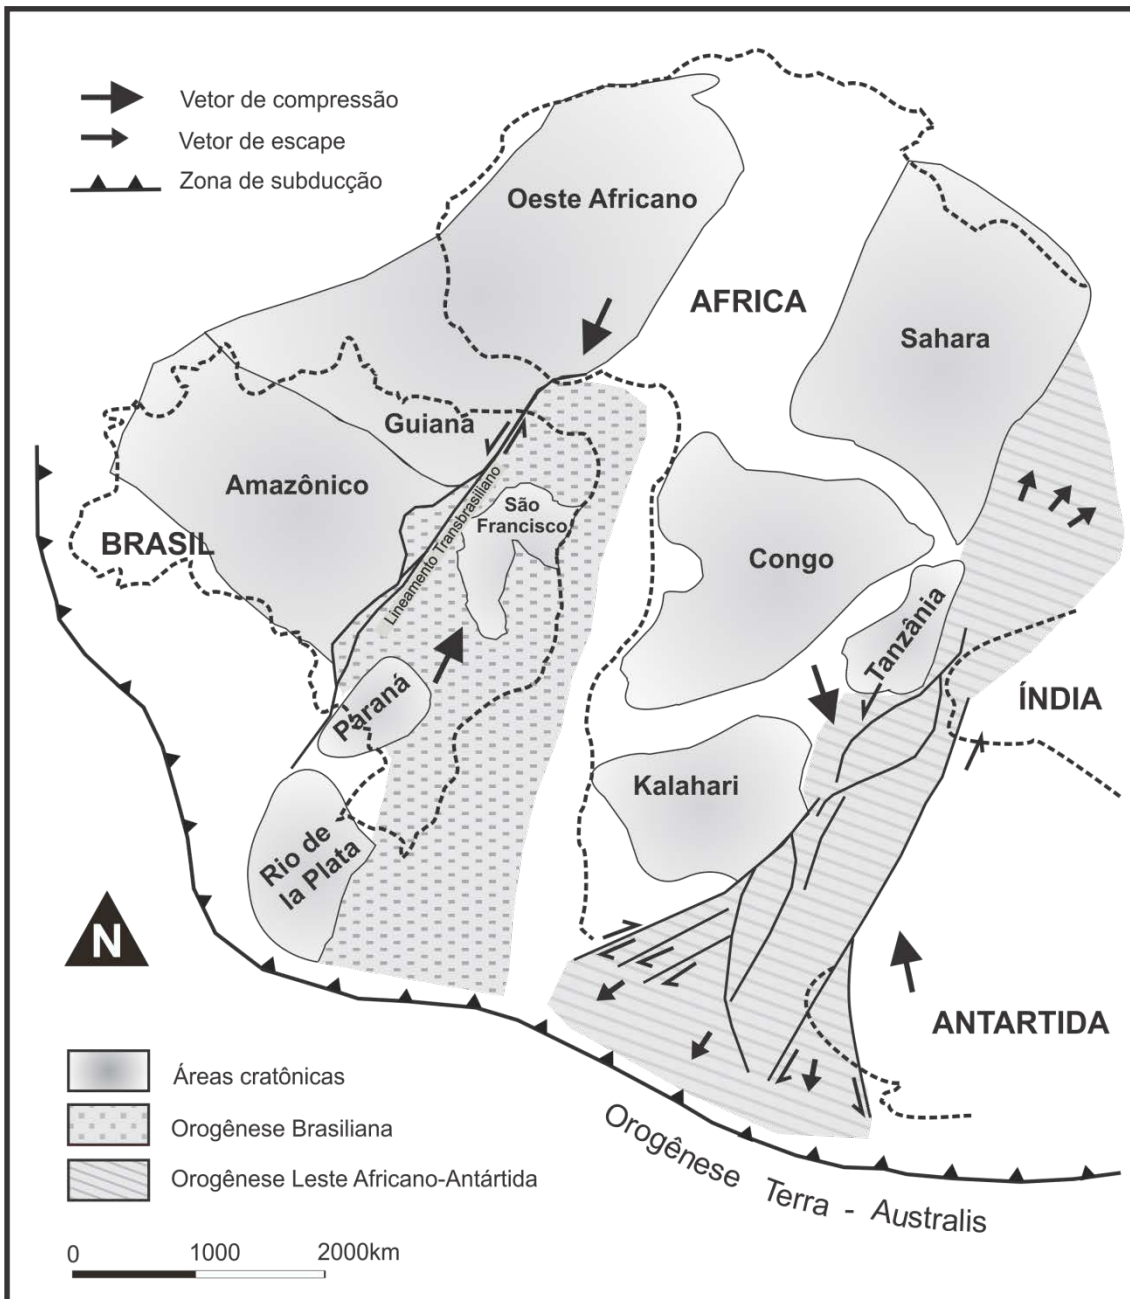 Vetor de compressão
Vetor de escape
Zona de subducção
Oeste Africano
AFRICA
Sahara
Guiana
Amazônico
São
Francisco
BRASIL
Lineamento Transbrasiliano
Congo
Tanzânia
Paraná
ÍNDIA
Kalahari
Rio de
la Plata
N
ANTARTIDA
Áreas cratônicas
Orogênese Brasiliana
Orogênese Leste Africano-Antártida
Orogênese Terra - Australis
0 1000 2000km